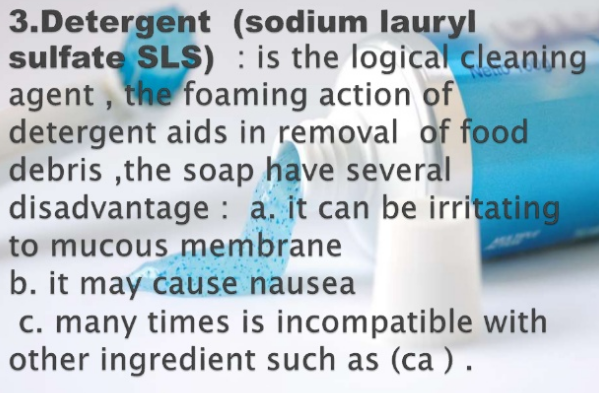 3.Detergent (sodium lauryl
sulfate SLS) : is the logical cleaning
agent , the foaming action of
detergent aids in removal of food
debris ,the soap have several
disadvantage : a. it can be irritating
to mucous membrane
b. it may cause nausea
c. many times is incompatible with
other ingredient such as (ca ) .